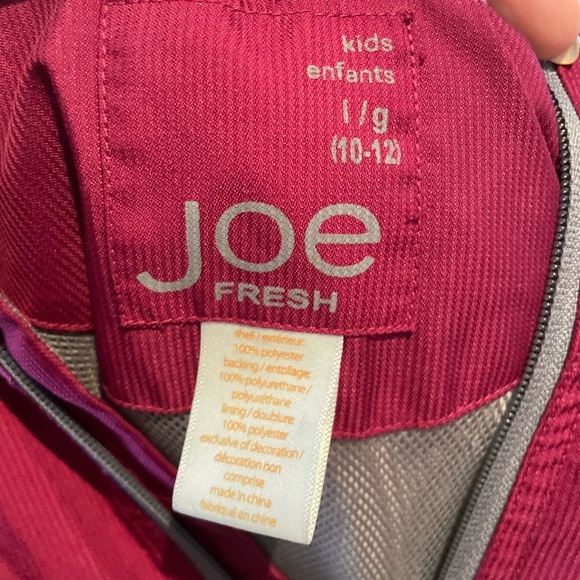 kids
enfants
l/g
(10-12)
Joe
FRESH
shell / extérieur:
100% polyester
backing / entoilage:
100% polyurethane /
polyuréthane
lining / doublure:
100% polyester
exclusive of decoration /
décoration non
comprise
made in china
fabriqué en chine